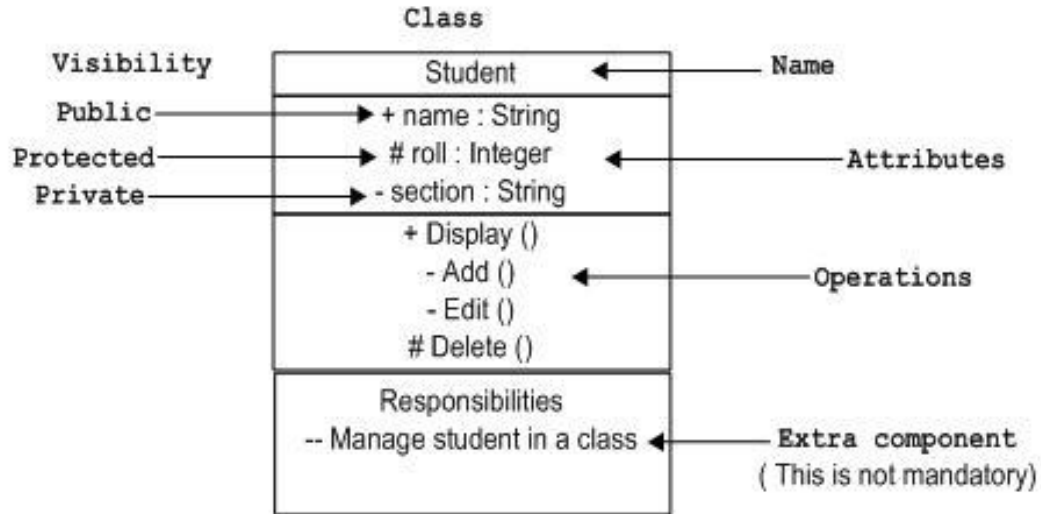 Class
Visibility
Student
Name
Public
+ name : String
Protected
# roll : Integer
Attributes
Private
- section : String
+ Display ()
- Add ()
Operations
- Edit ()
# Delete ()
Responsibilities
-- Manage student in a class
Extra component
( This is not mandatory)